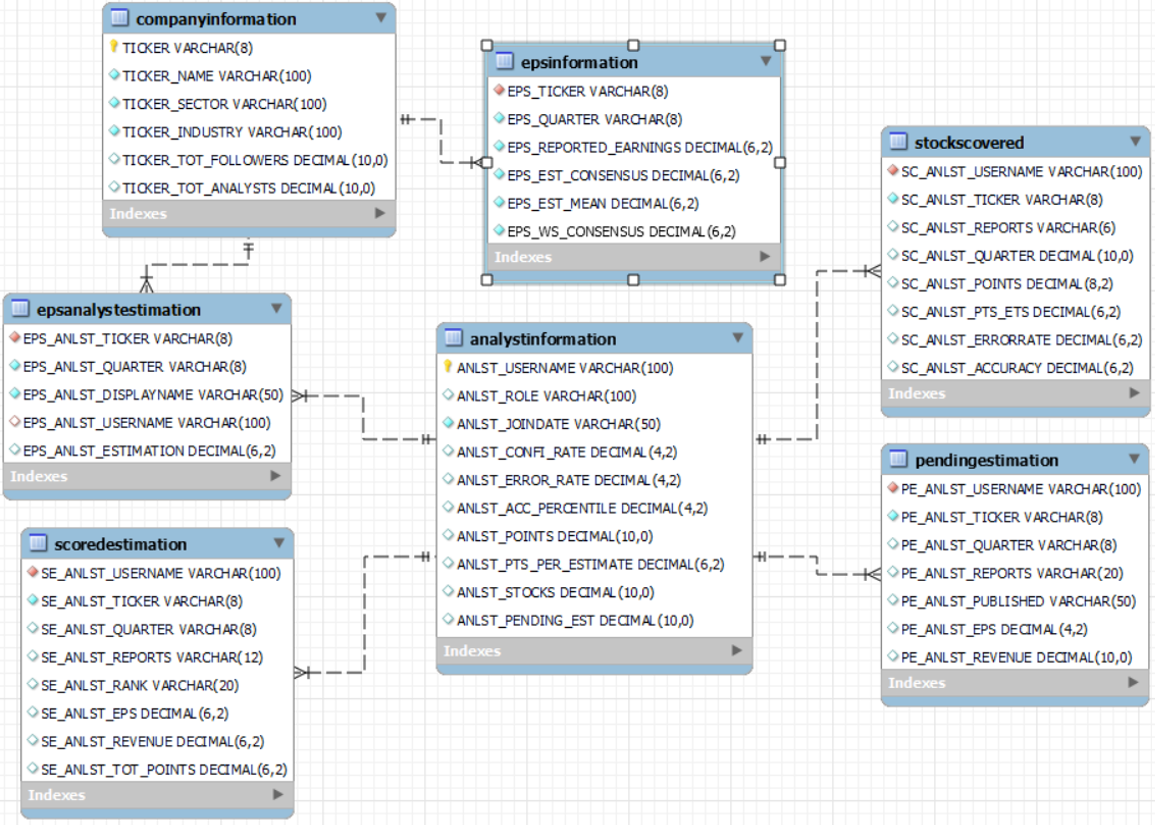 companyinformation
TICKER VARCHAR(8)
TICKER_NAME VARCHAR(100)
TICKER_SECTOR VARCHAR(100)
TICKER_INDUSTRY VARCHAR(100)
TICKER_TOT_FOLLOWERS DECIMAL(10,0)
TICKER_TOT_ANALYSTS DECIMAL(10,0)
Indexes
epsinformation
EPS_TICKER VARCHAR(8)
EPS_QUARTER VARCHAR(8)
EPS_REPORTED_EARNINGS DECIMAL(6,2)
EPS_EST_CONSENSUS DECIMAL(6,2)
EPS_EST_MEAN DECIMAL(6,2)
EPS_WS_CONSENSUS DECIMAL(6,2)
Indexes
stockscovered
SC_ANLST_USERNAME VARCHAR(100)
SC_ANLST_TICKER VARCHAR(8)
SC_ANLST_REPORTS VARCHAR(6)
SC_ANLST_QUARTER DECIMAL(10,0)
SC_ANLST_POINTS DECIMAL(8,2)
SC_ANLST_PTS_ETS DECIMAL(6,2)
SC_ANLST_ERRORRATE DECIMAL(6,2)
SC_ANLST_ACCURACY DECIMAL(6,2)
Indexes
epsanalystestimation
EPS_ANLST_TICKER VARCHAR(8)
EPS_ANLST_QUARTER VARCHAR(8)
EPS_ANLST_DISPLAYNAME VARCHAR(50)
EPS_ANLST_USERNAME VARCHAR(100)
EPS_ANLST_ESTIMATION DECIMAL(6,2)
Indexes
analystinformation
ANLST_USERNAME VARCHAR(100)
ANLST_ROLE VARCHAR(100)
ANLST_JOINDATE VARCHAR(50)
ANLST_CONFI_RATE DECIMAL(4,2)
ANLST_ERROR_RATE DECIMAL(4,2)
ANLST_ACC_PERCENTILE DECIMAL(4,2)
ANLST_POINTS DECIMAL(10,0)
ANLST_PTS_PER_ESTIMATE DECIMAL(6,2)
ANLST_STOCKS DECIMAL(10,0)
ANLST_PENDING_EST DECIMAL(10,0)
Indexes
pendingestimation
PE_ANLST_USERNAME VARCHAR(100)
PE_ANLST_TICKER VARCHAR(8)
PE_ANLST_QUARTER VARCHAR(8)
PE_ANLST_REPORTS VARCHAR(20)
PE_ANLST_PUBLISHED VARCHAR(50)
PE_ANLST_EPS DECIMAL(4,2)
PE_ANLST_REVENUE DECIMAL(10,0)
Indexes
scoredestimation
SE_ANLST_USERNAME VARCHAR(100)
SE_ANLST_TICKER VARCHAR(8)
SE_ANLST_QUARTER VARCHAR(8)
SE_ANLST_REPORTS VARCHAR(12)
SE_ANLST_RANK VARCHAR(20)
SE_ANLST_EPS DECIMAL(6,2)
SE_ANLST_REVENUE DECIMAL(6,2)
SE_ANLST_TOT_POINTS DECIMAL(6,2)
Indexes